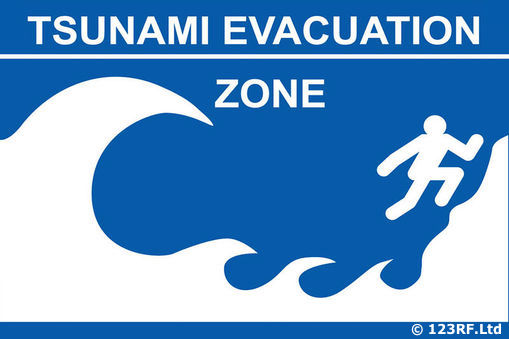 TSUNAMI EVACUATION
ZONE
© 123RF.Ltd